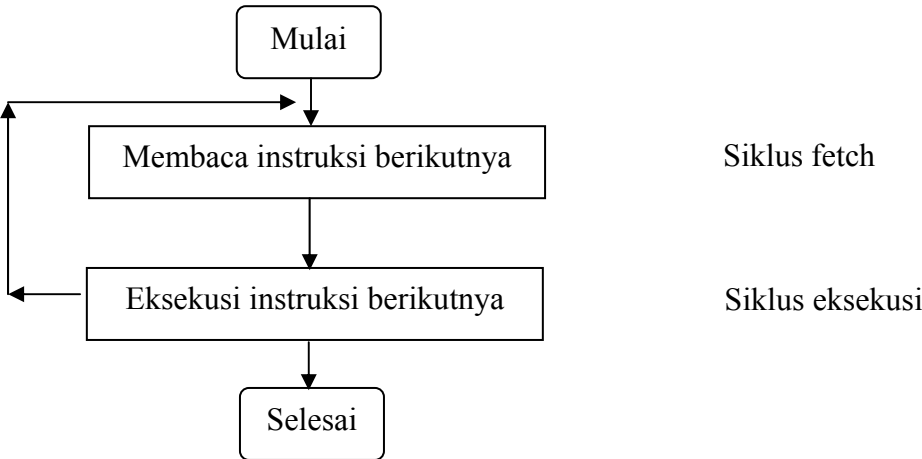 Mulai
Membaca instruksi berikutnya
Siklus fetch
Eksekusi instruksi berikutnya
Siklus eksekusi
Selesai